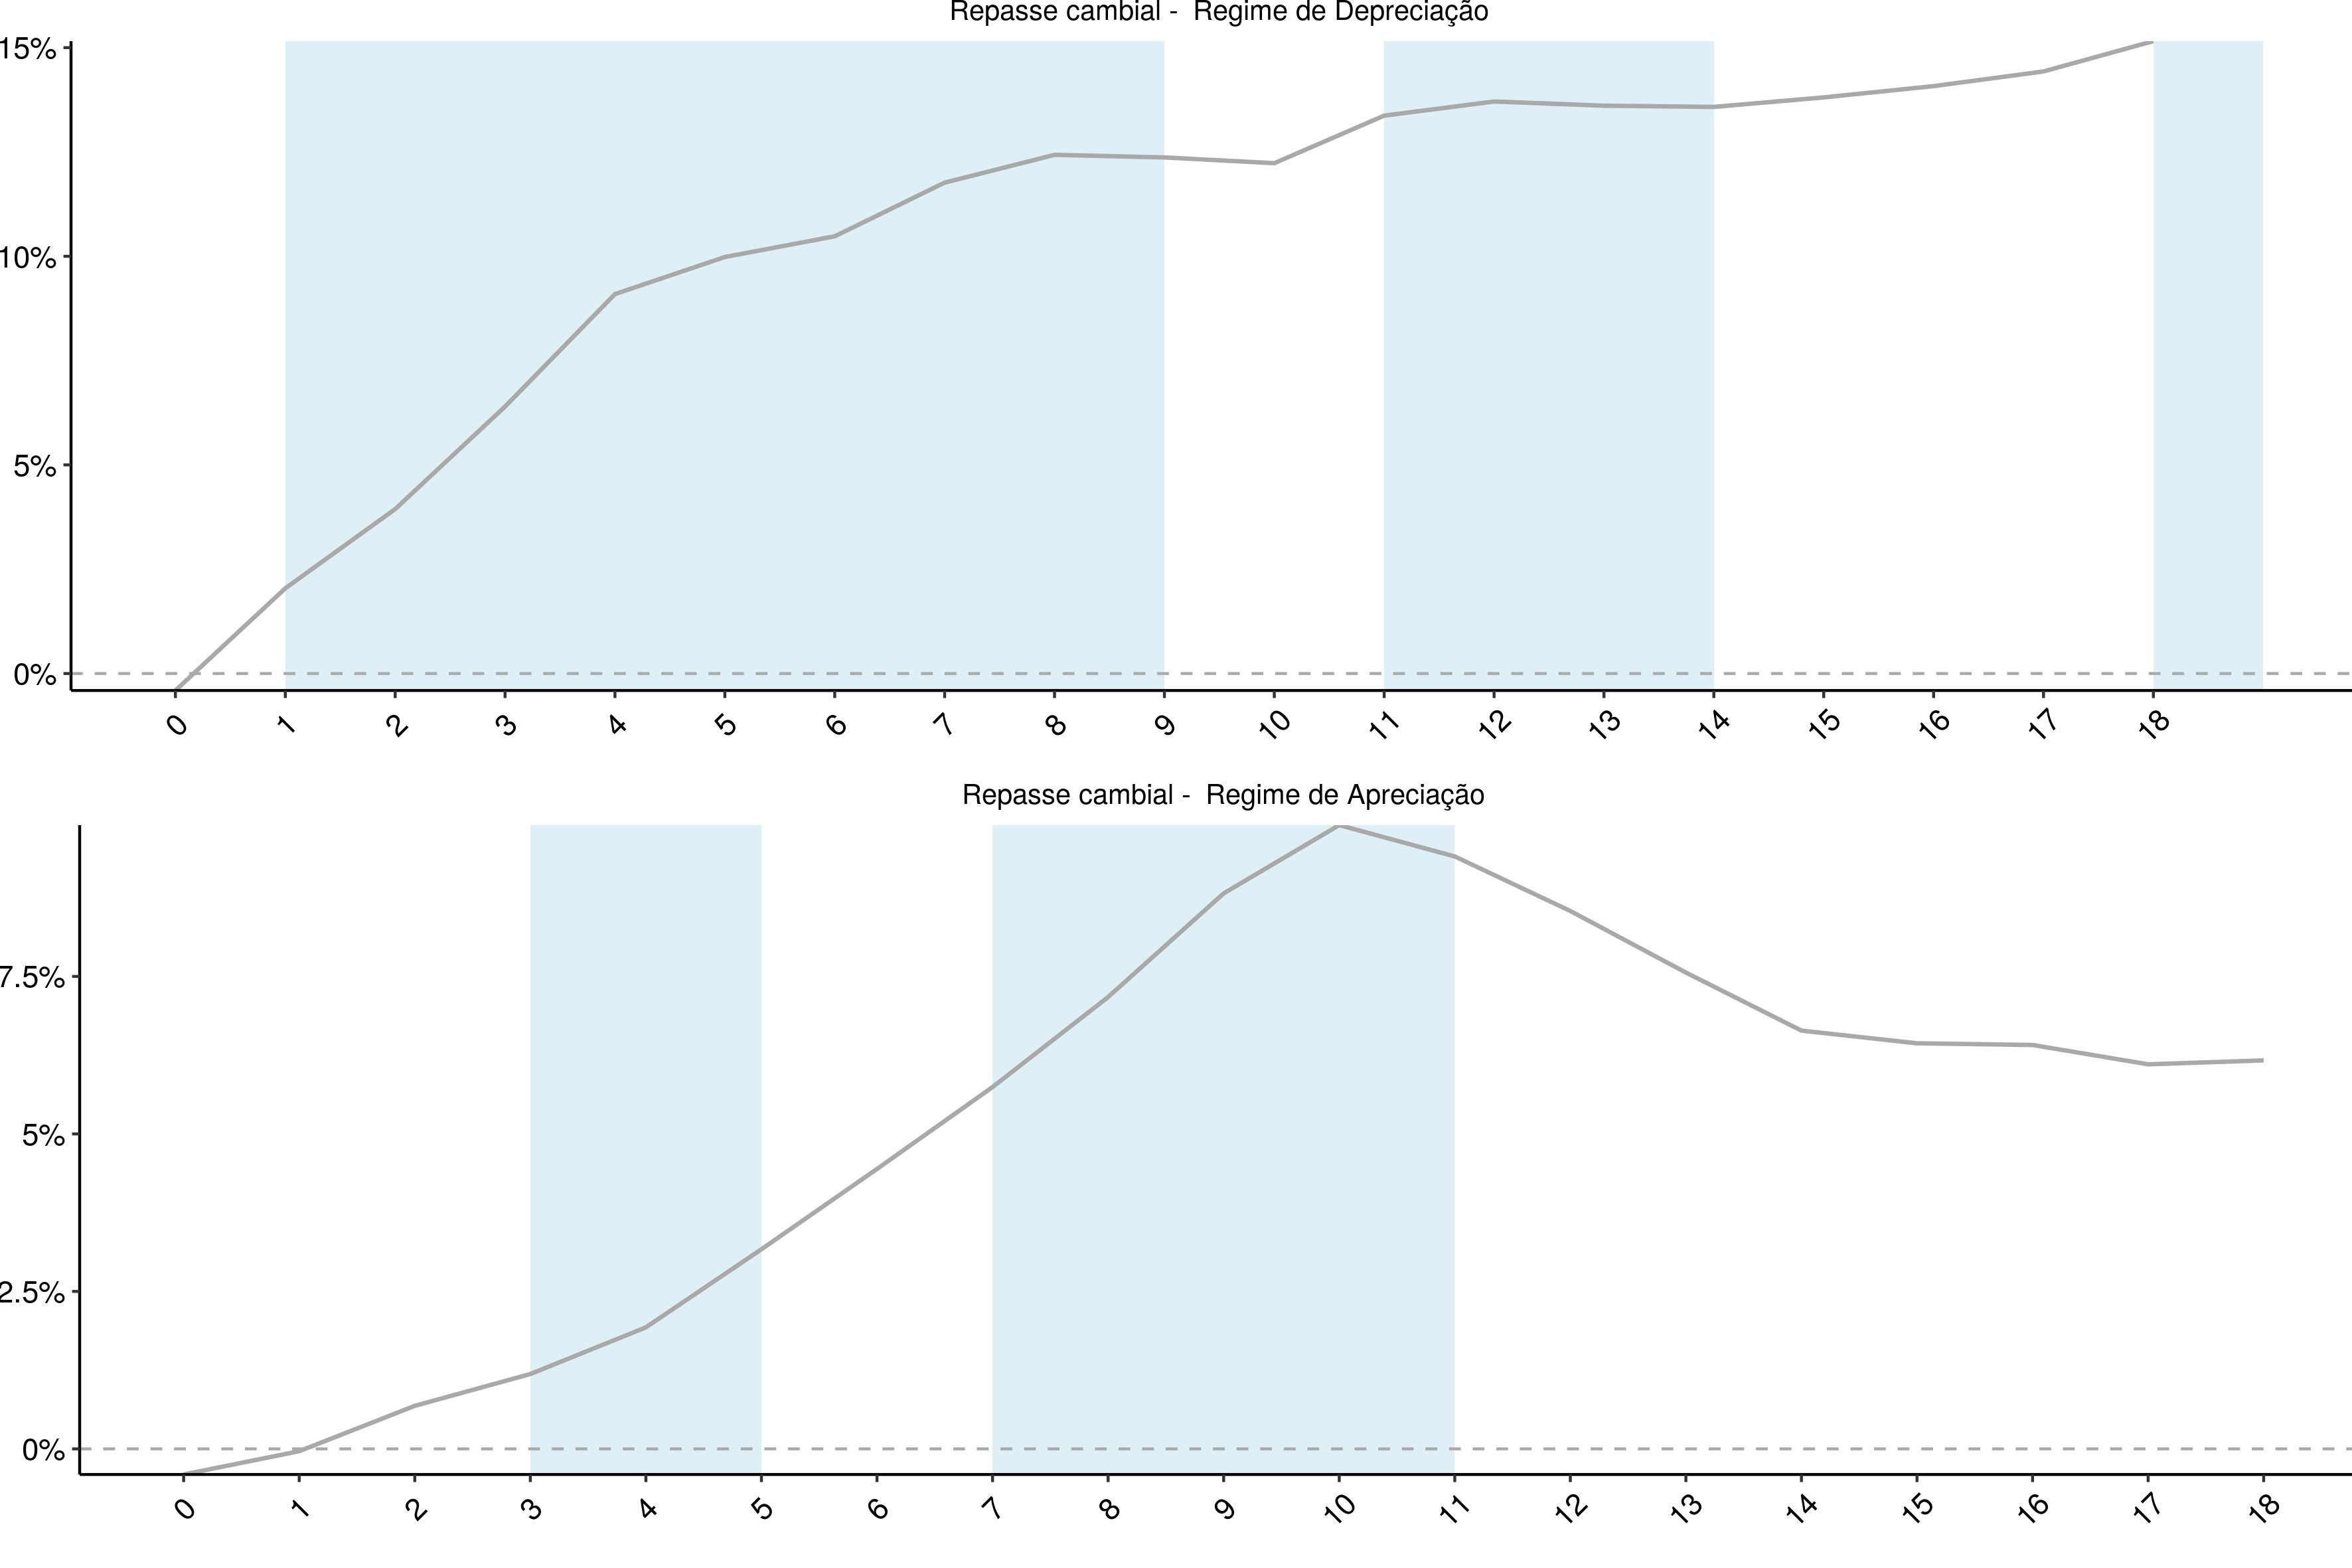 Repasse cambial -  Regime de Depreciação
15%
10%
5%
0%
0 1 2 3 4 5 6 7 8 9 10 11 12 13 14 15 16 17 18
Repasse cambial -  Regime de Apreciação
7.5%
5%
2.5%
0%
0 1 2 3 4 5 6 7 8 9 10 11 12 13 14 15 16 17 18